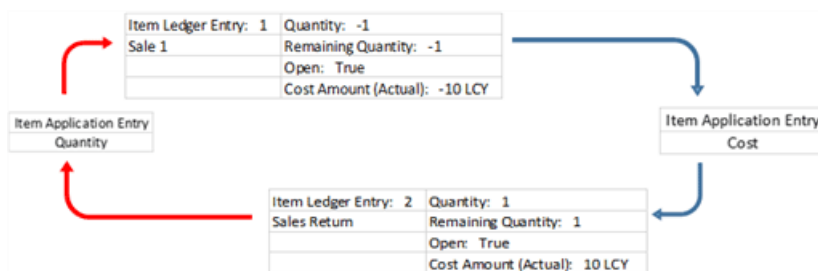 Item Ledger Entry: 1 Quantity: -1
Sale 1 Remaining Quantity: -1
Open: True
Cost Amount (Actual): -10 LCY
Item Application Entry
Quantity
Item Application Entry
Cost
Item Ledger Entry: 2 Quantity: 1
Sales Return Remaining Quantity: 1
Open: True
Cost Amount (Actual): 10 LCY